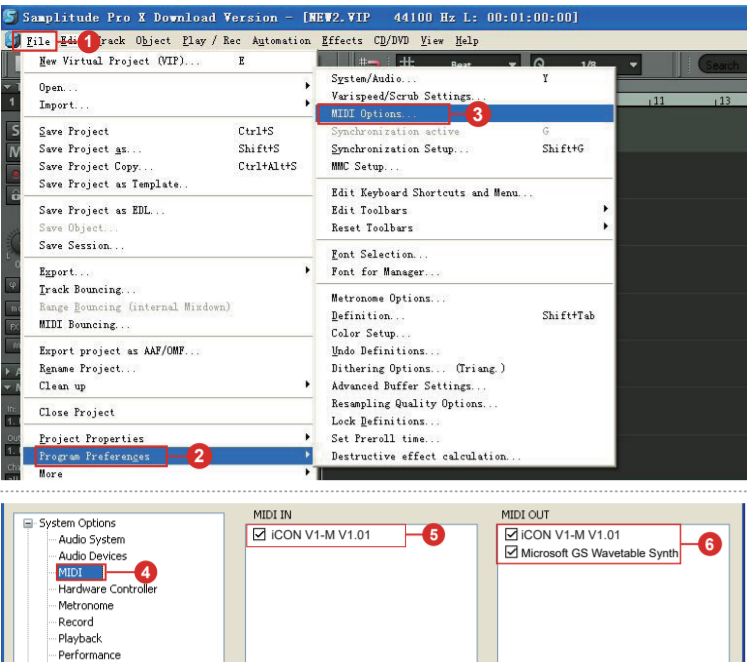 Samplitude Pro X Download Version - [NEW2.VIP 44100 Hz L: 00:01:00:00]
File Track Object Play / Rec Automation Effects CD/DVD View Help
1
New Virtual Project (VIP)... E
Open...
Import...
Save Project Ctrl+S
Save Project as... Shift+S
Save Project Copy... Ctrl+Alt+S
Save Project as Template..
Save Project as EDL...
Save Object...
Save Session...
Export...
Track Bouncing...
Range Bouncing (internal Mixdown)
MIDI Bouncing...
Export project as AAF/OMF...
Rename Project...
Clean up
Close Project
Project Properties
Program Preferences 2
More
1/8
Search
11 13
System/Audio... Y
Varispeed/Scrub Settings...
MIDI Options... 3
Synchronization active G
Synchronization Setup... Shift+G
MMC Setup...
Edit Keyboard Shortcuts and Menu...
Edit Toolbars
Reset Toolbars
Font Selection...
Font for Manager...
Metronome Options...
Definition... Shift+Tab
Color Setup...
Undo Definitions...
Dithering Options... (Triang.)
Advanced Buffer Settings...
Resampling Quality Options...
Lock Definitions...
Set Preroll time...
Destructive effect calculation...
System Options
Audio System
Audio Devices
MIDI 4
Hardware Controller
Metronome
Record
Playback
Performance
MIDI IN
iCON V1-M V1.01 5
MIDI OUT
iCON V1-M V1.01
Microsoft GS Wavetable Synth 6